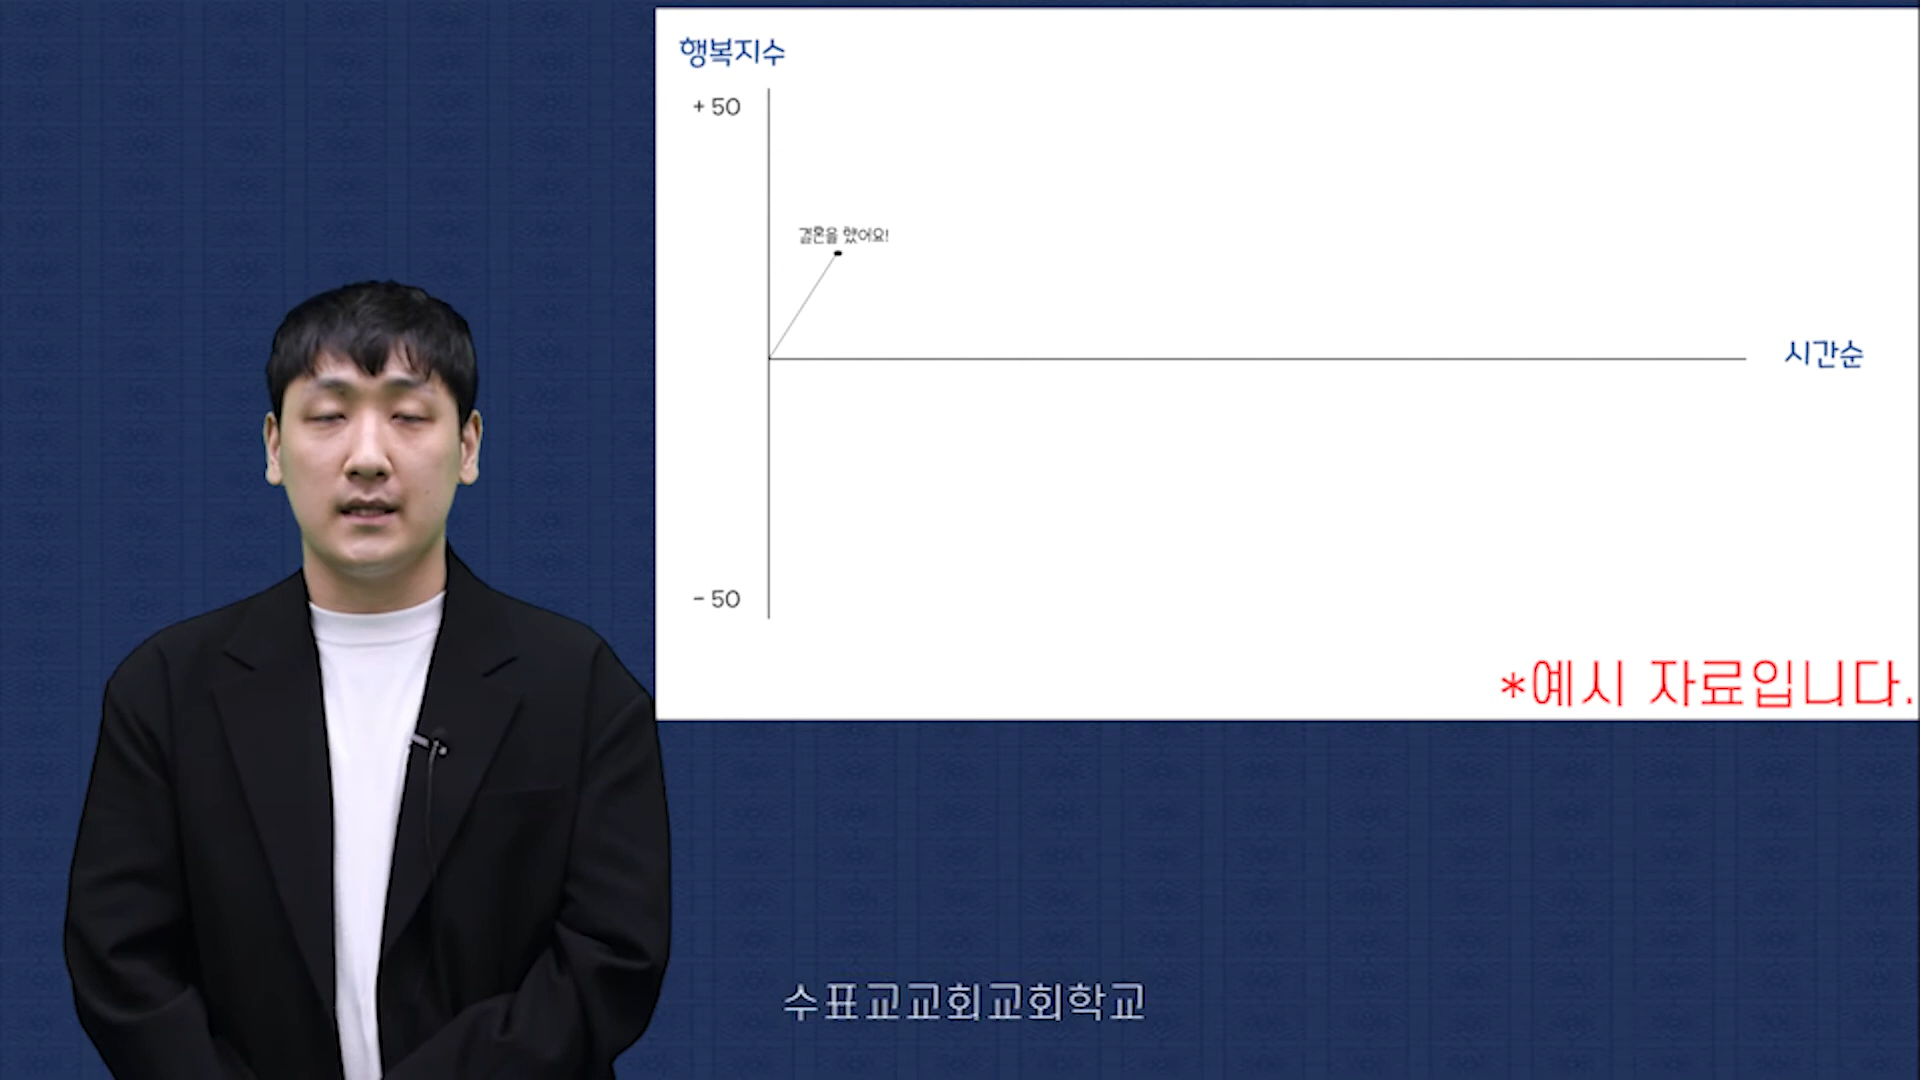 행복지수
+ 50
결혼을 했어요!
시간순
- 50
*예시 자료입니다.
수표교교회교회학교